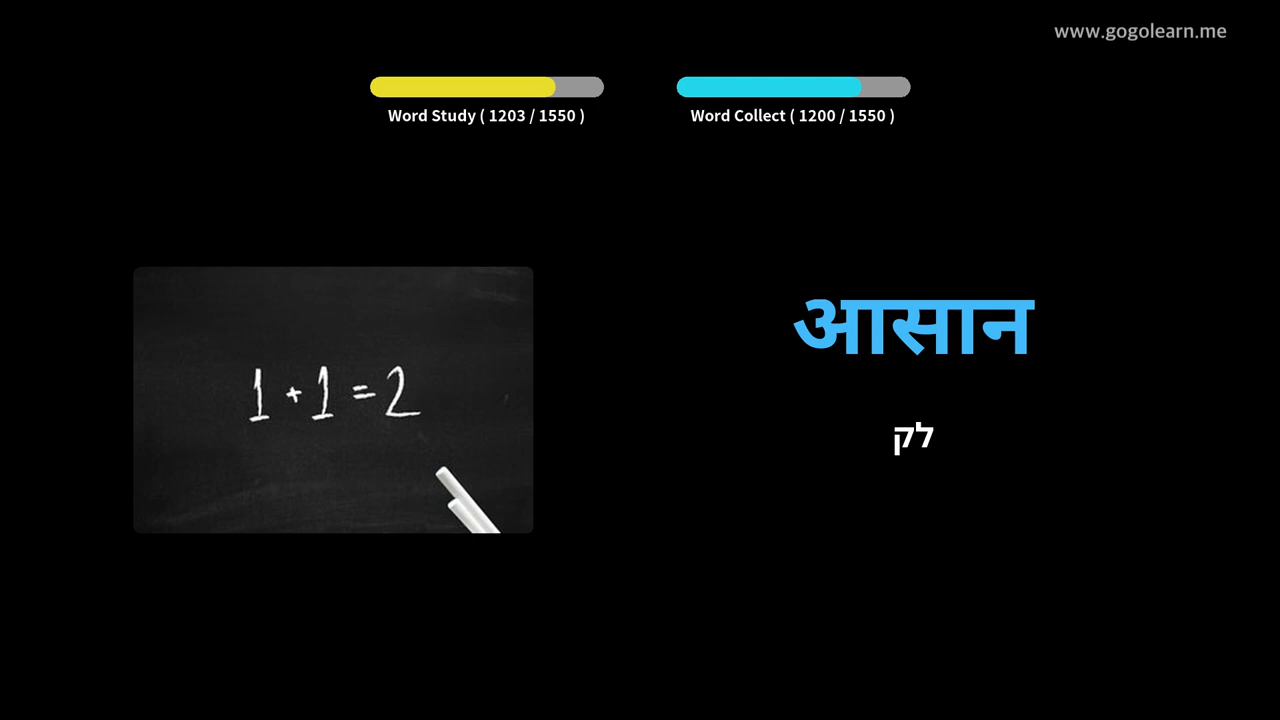 www.gogolearn.me
Word Study ( 1203 / 1550 )
Word Collect ( 1200 / 1550 )
1 + 1 = 2
आसान
לק